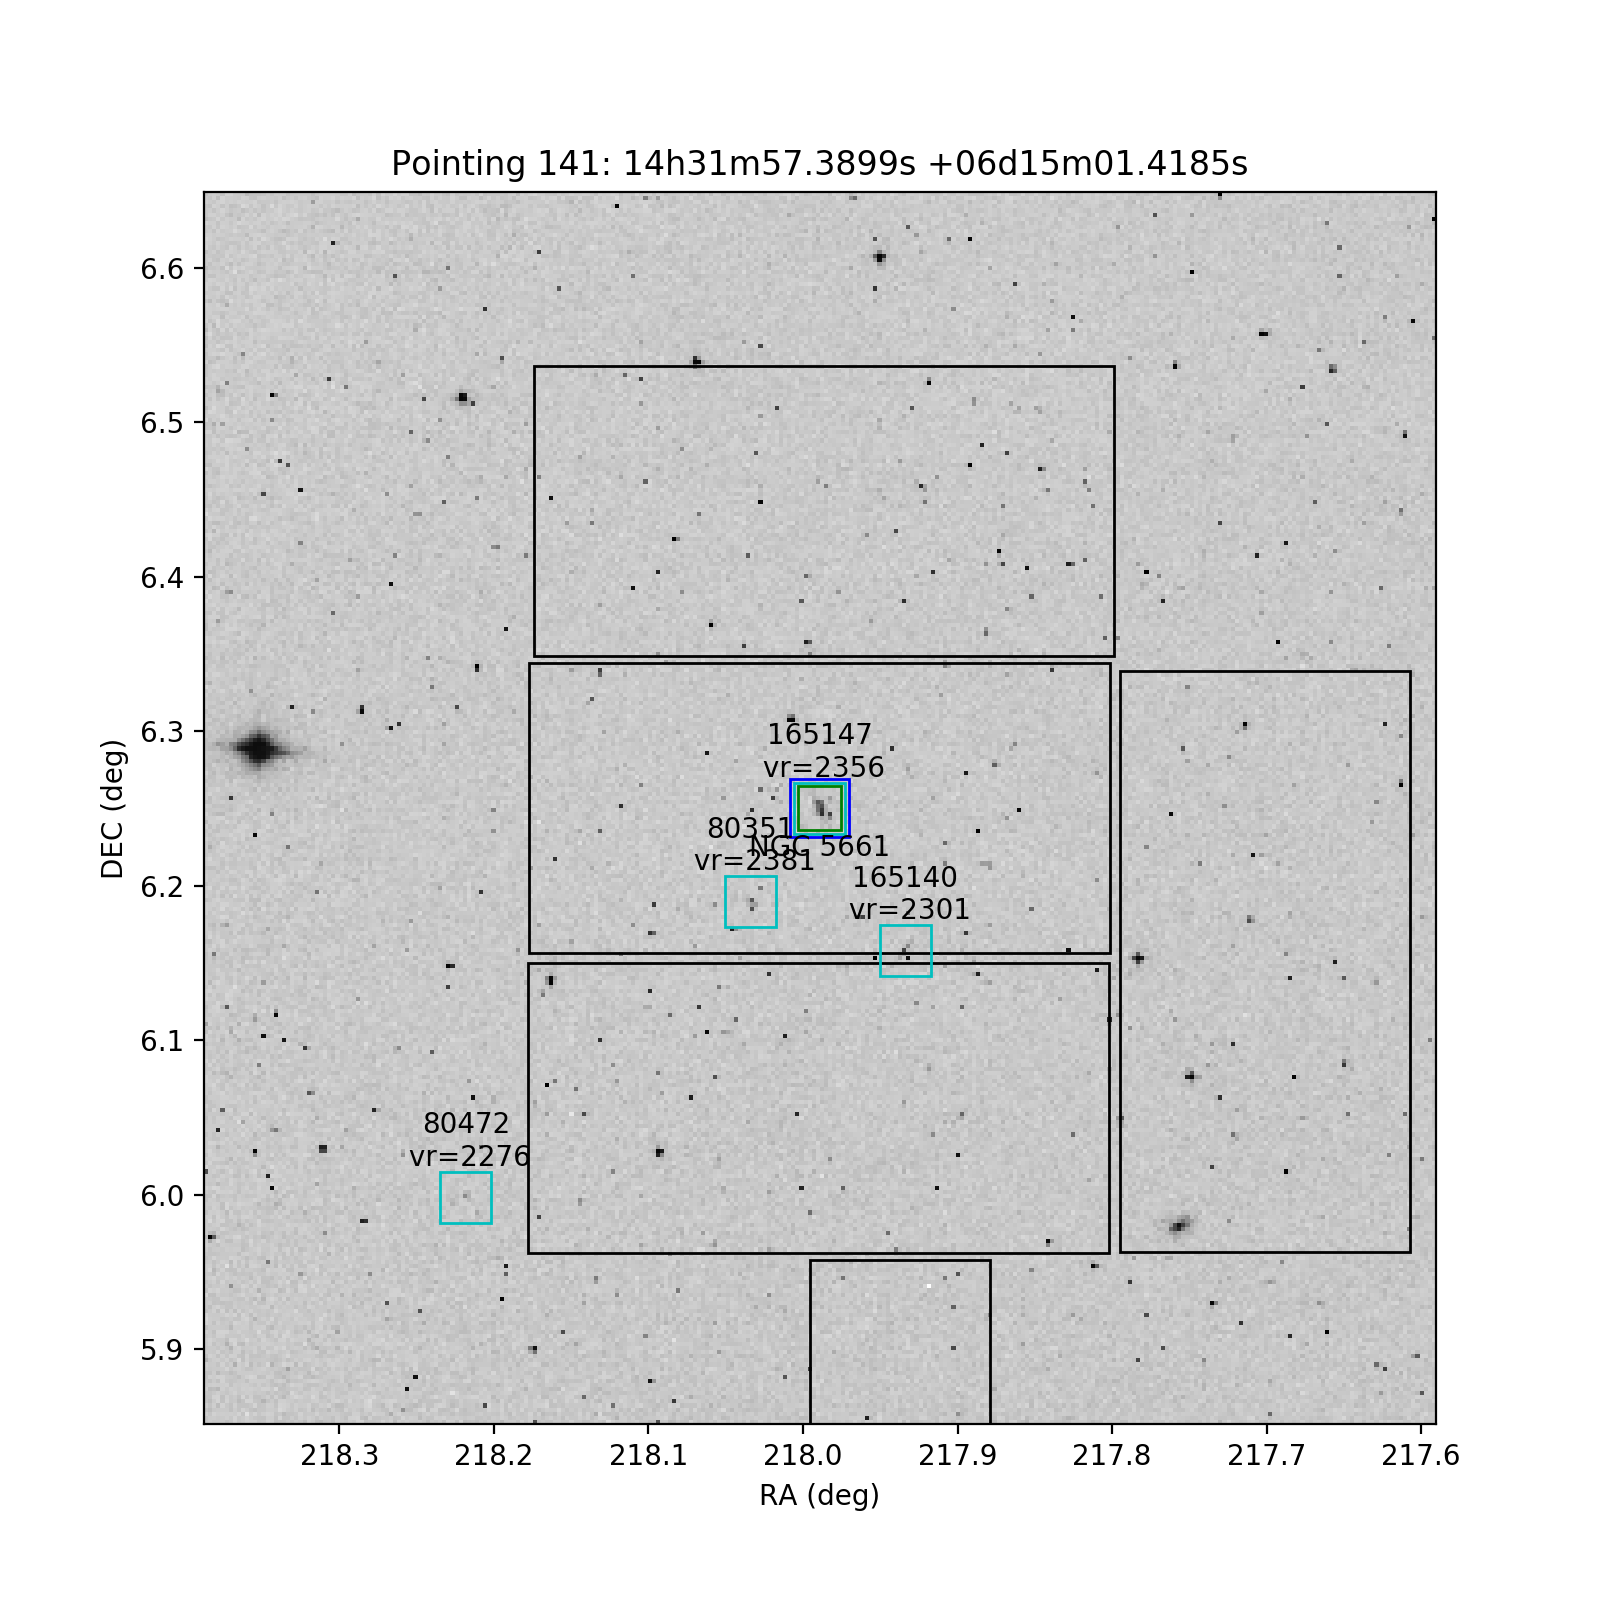 Pointing 141: 14h31m57.3899s +06d15m01.4185s
6.6
6.5
6.4
6.3
6.2
6.1
6.0
5.9
DEC (deg)
165147
vr=2356
80351
NGC 5661
vr=2381
165140
vr=2301
80472
vr=2276
218.3 218.2 218.1 218.0 217.9 217.8 217.7 217.6
RA (deg)